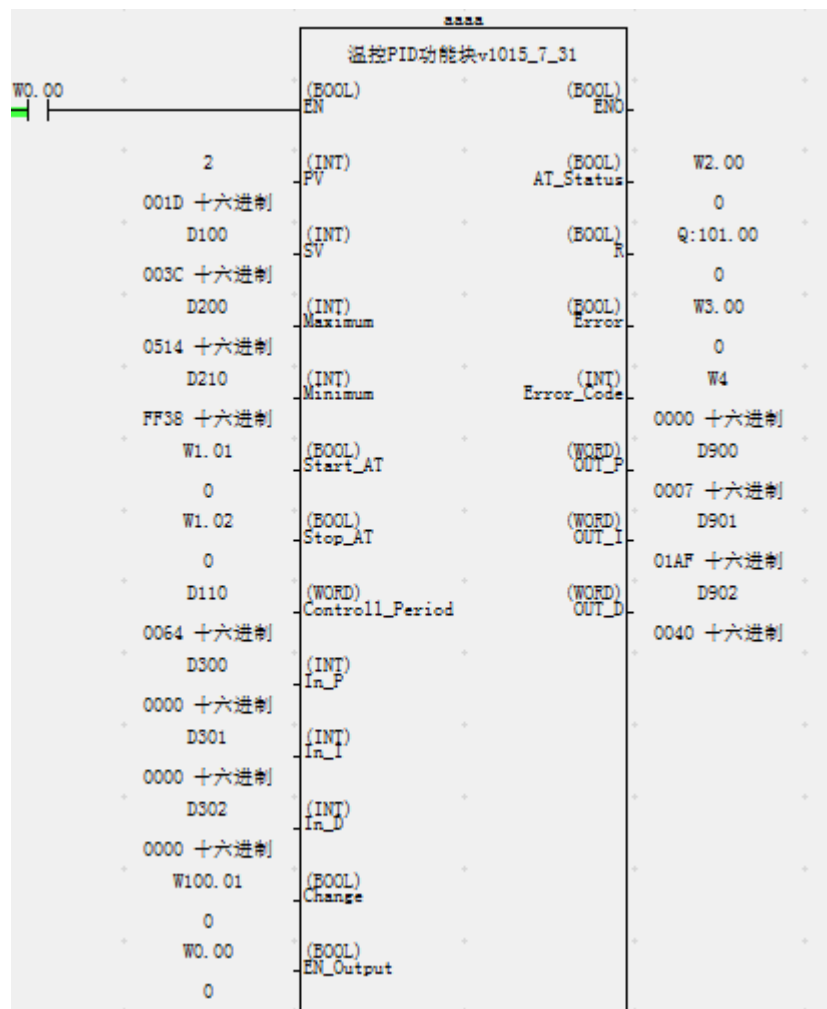 aaaa
温控PID功能块v1015_7_31
W0.00 (BOOL) (BOOL)
EN ENO
2 (INT) (BOOL) W2.00
PV AT_Status
001D 十六进制 0
D100 (INT) (BOOL) Q:101.00
SV R
003C 十六进制 0
D200 (INT) (BOOL) W3.00
Maximum Error
0514 十六进制 0
D210 (INT) (INT) W4
Minimum Error_Code
FF38 十六进制 0000 十六进制
W1.01 (BOOL) (WORD) D900
Start_AT OUT_P
0 0007 十六进制
W1.02 (BOOL) (WORD) D901
Stop_AT OUT_I
0 01AF 十六进制
D110 (WORD) (WORD) D902
Controll_Period OUT_D
0064 十六进制 0040 十六进制
D300 (INT)
In_P
0000 十六进制
D301 (INT)
In_I
0000 十六进制
D302 (INT)
In_D
0000 十六进制
W100.01 (BOOL)
Change
0
W0.00 (BOOL)
EN_Output
0